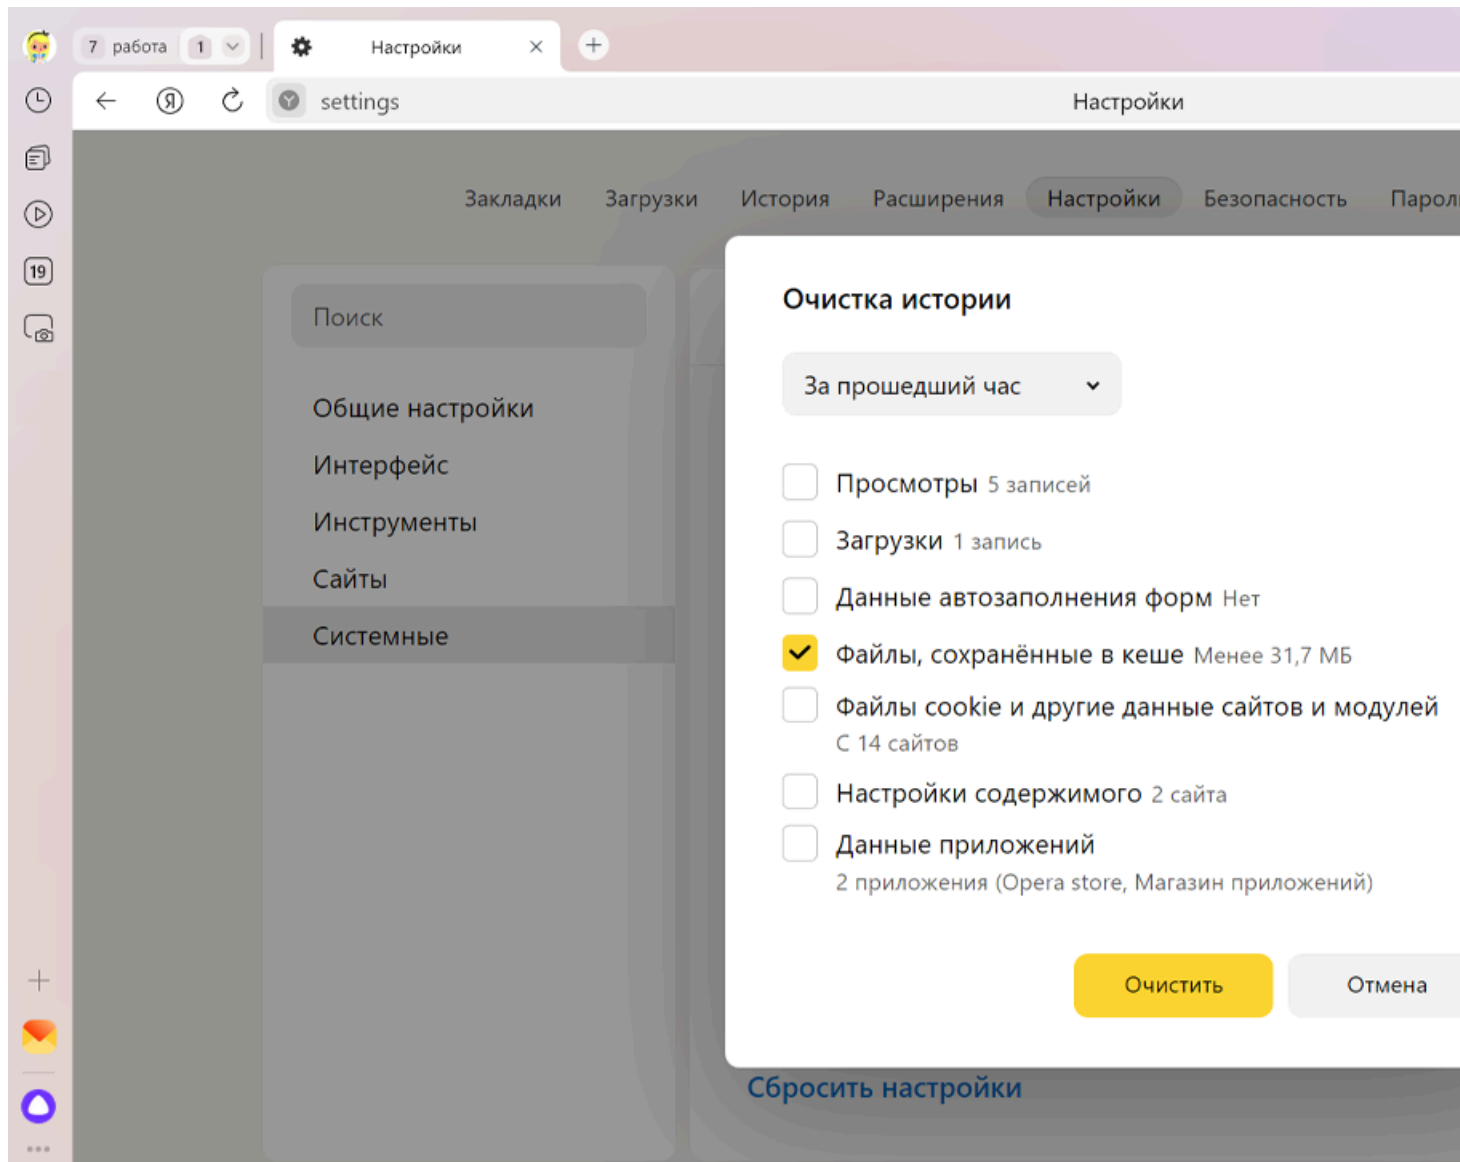 7 работа 1 Настройки
Я settings Настройки
Закладки Загрузки История Расширения Настройки Безопасность
19
Поиск
Общие настройки
Интерфейс
Инструменты
Сайты
Системные
Очистка истории
За прошедший час
Просмотры 5 записей
Загрузки 1 запись
Данные автозаполнения форм Нет
Файлы, сохранённые в кеше Менее 31,7 МБ
Файлы cookie и другие данные сайтов и модулей
С 14 сайтов
Настройки содержимого 2 сайта
Данные приложений
2 приложения (Opera store, Магазин приложений)
Очистить Отмена
Сбросить настройки